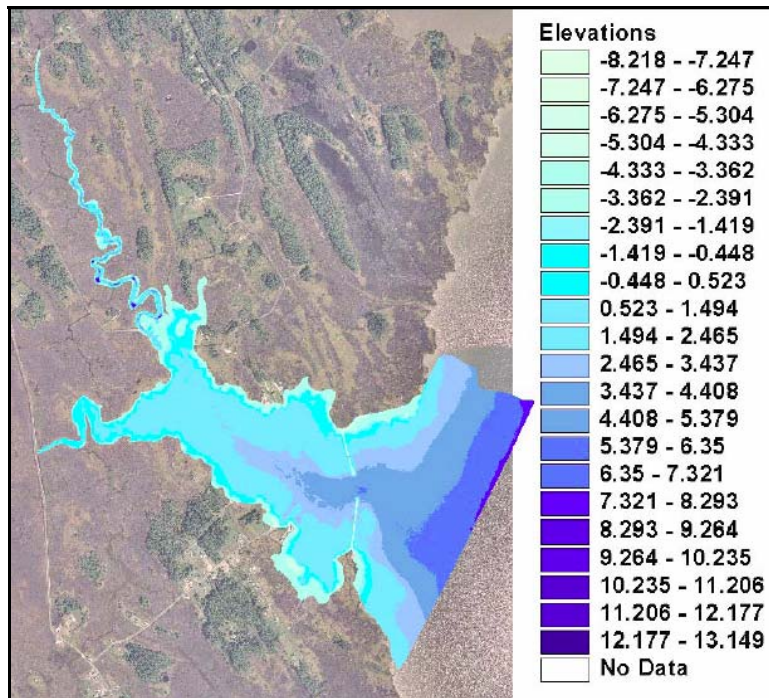 Elevations
-8.218 - -7.247
-7.247 - -6.275
-6.275 - -5.304
-5.304 - -4.333
-4.333 - -3.362
-3.362 - -2.391
-2.391 - -1.419
-1.419 - -0.448
-0.448 - 0.523
0.523 - 1.494
1.494 - 2.465
2.465 - 3.437
3.437 - 4.408
4.408 - 5.379
5.379 - 6.35
6.35 - 7.321
7.321 - 8.293
8.293 - 9.264
9.264 - 10.235
10.235 - 11.206
11.206 - 12.177
12.177 - 13.149
No Data